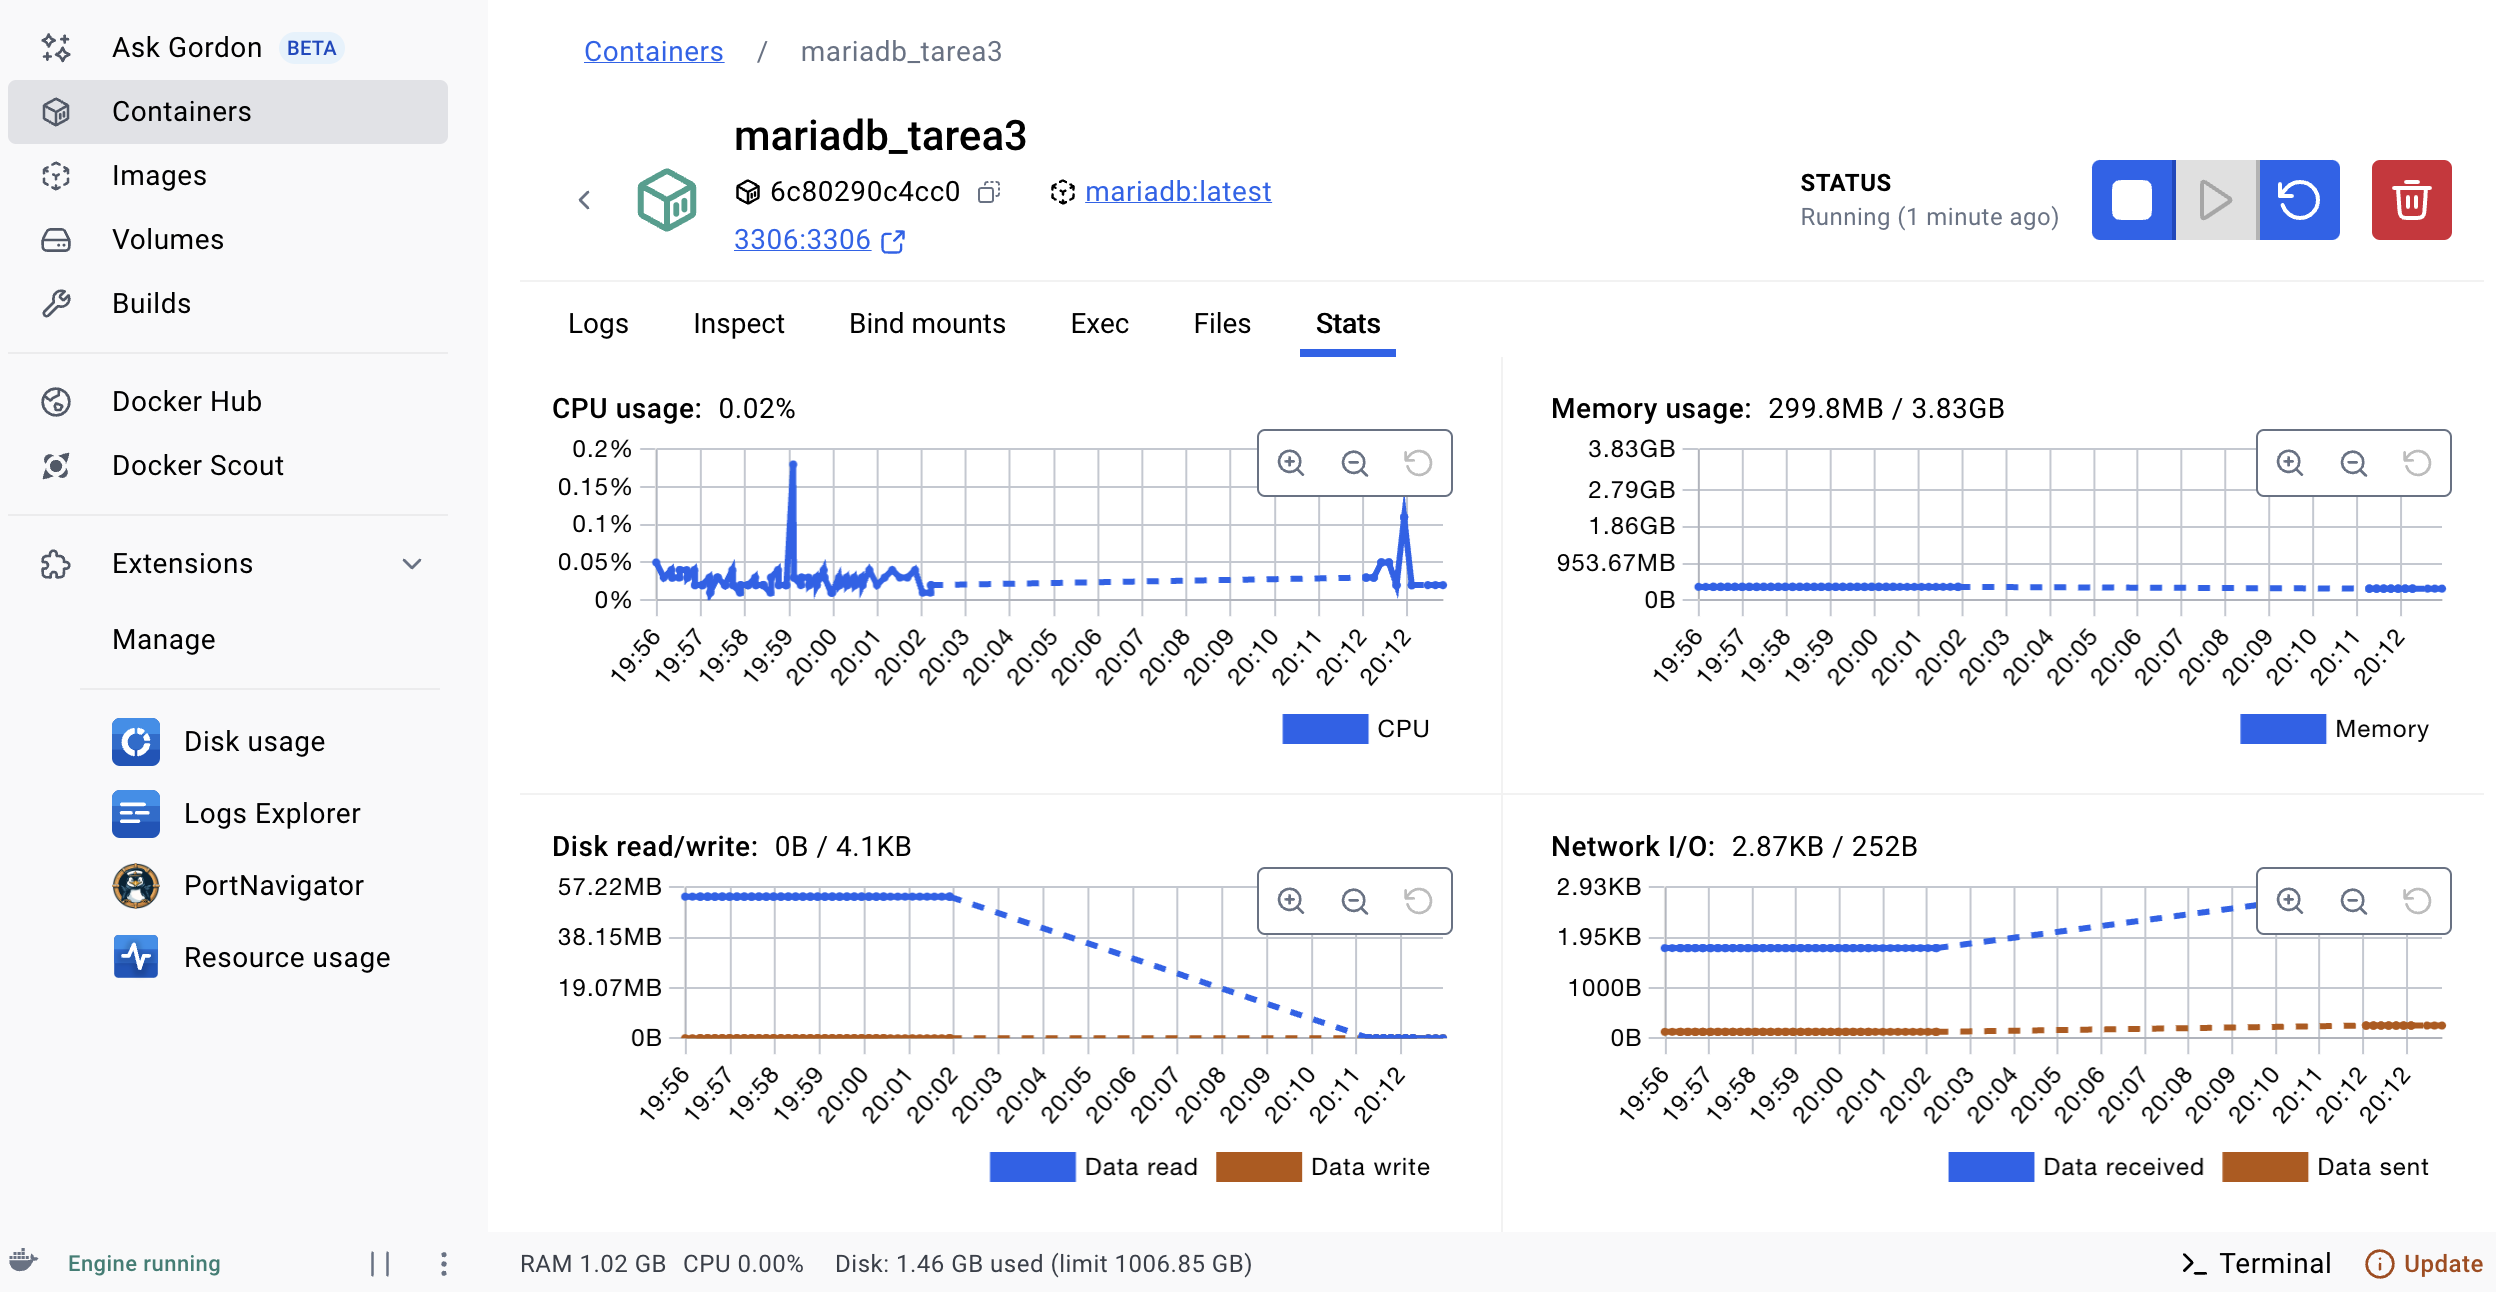 Ask Gordon BETA
Containers
Images
Volumes
Builds
Docker Hub
Docker Scout
Extensions
Manage
Disk usage
Logs Explorer
PortNavigator
Resource usage
Containers / mariadb_tarea3
mariadb_tarea3
6c80290c4cc0 mariadb:latest
3306:3306
STATUS
Running (1 minute ago)
Logs Inspect Bind mounts Exec Files Stats
CPU usage: 0.02%
0.2%
0.15%
0.1%
0.05%
0%
19:56 19:57 19:58 19:59 20:00 20:01 20:02 20:03 20:04 20:05 20:06 20:07 20:08 20:09 20:10 20:11 20:12 20:12
CPU
Memory usage: 299.8MB / 3.83GB
3.83GB
2.79GB
1.86GB
953.67MB
0B
19:56 19:57 19:58 19:59 20:00 20:01 20:02 20:03 20:04 20:05 20:06 20:07 20:08 20:09 20:10 20:11 20:12
Memory
Disk read/write: 0B / 4.1KB
57.22MB
38.15MB
19.07MB
0B
19:56 19:57 19:58 19:59 20:00 20:01 20:02 20:03 20:04 20:05 20:06 20:07 20:08 20:09 20:10 20:11 20:12
Data read Data write
Network I/O: 2.87KB / 252B
2.93KB
1.95KB
1000B
0B
19:56 19:57 19:58 19:59 20:00 20:01 20:02 20:03 20:04 20:05 20:06 20:07 20:08 20:09 20:10 20:11 20:12 20:12
Data received Data sent
Engine running
RAM 1.02 GB CPU 0.00% Disk: 1.46 GB used (limit 1006.85 GB)
Terminal
Update